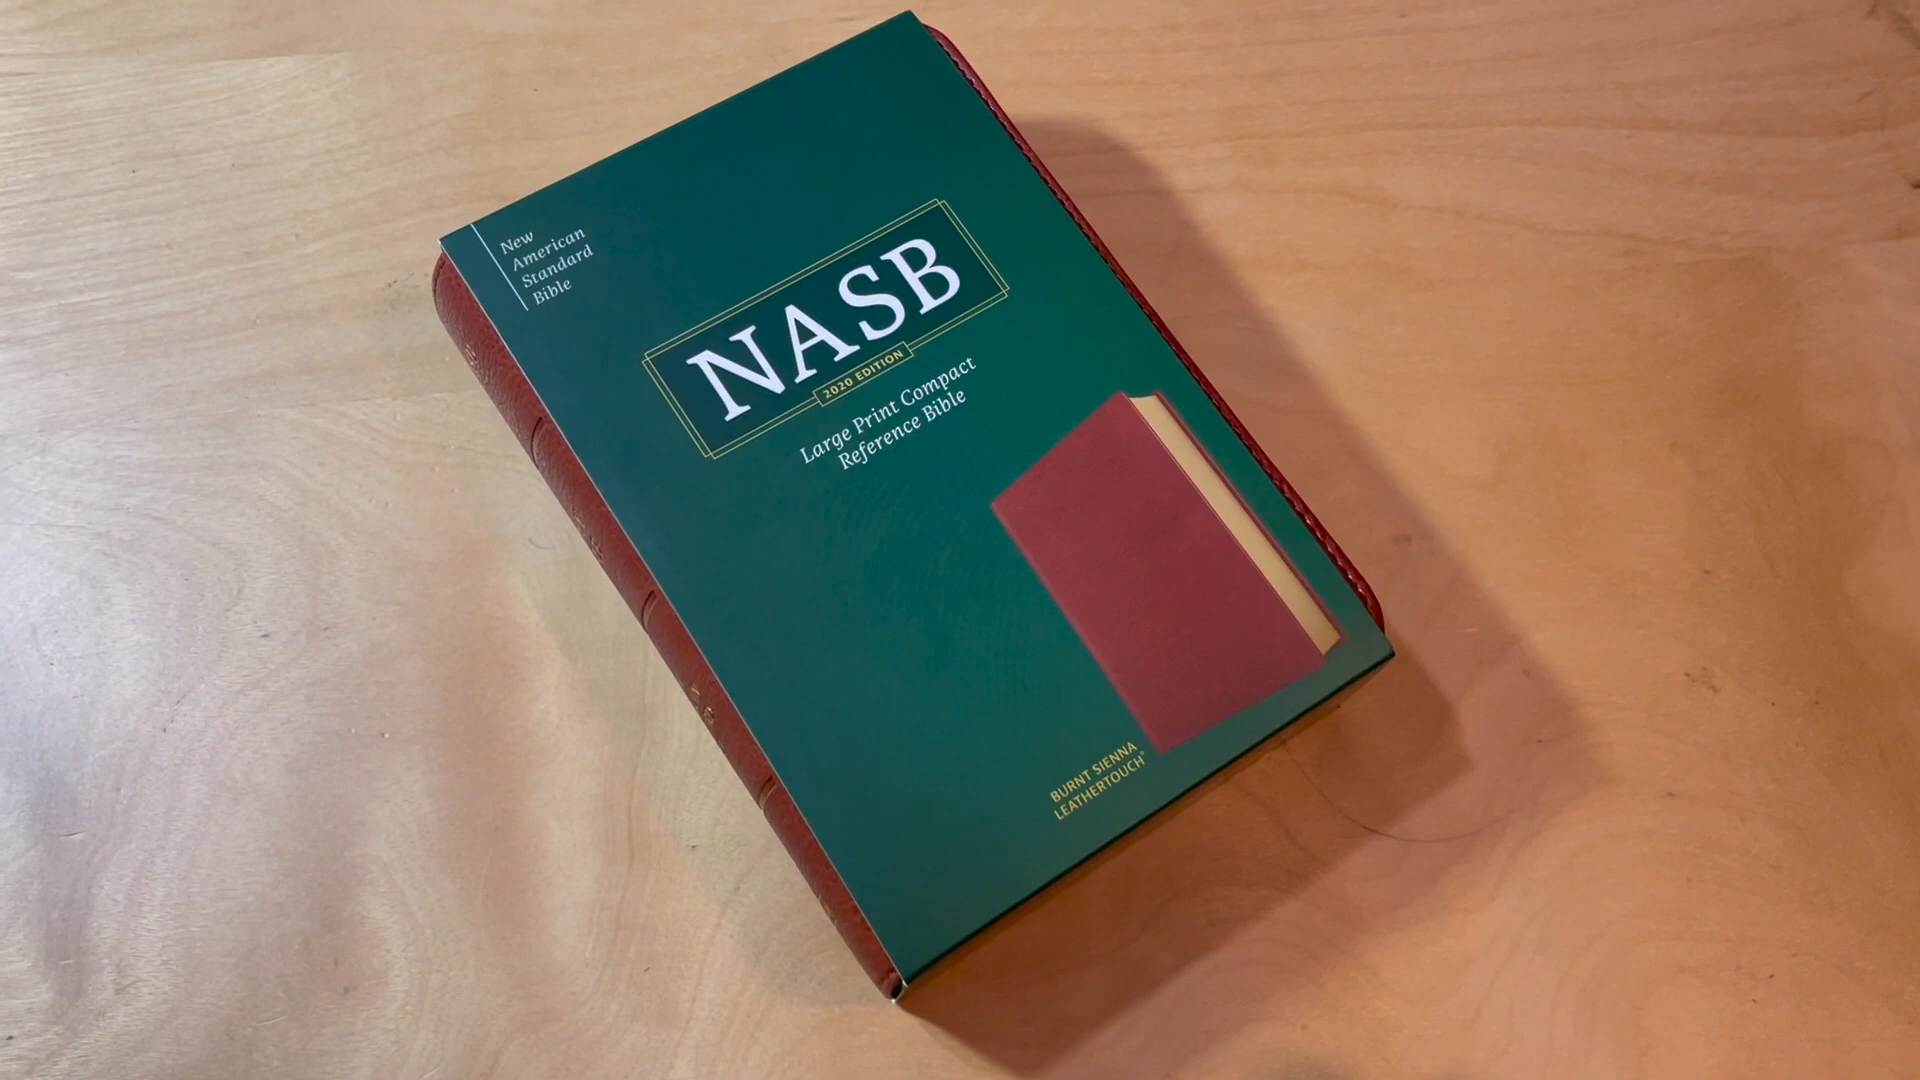 New
American
Standard
Bible
NASB
2020 EDITION
Large Print Compact
Reference Bible
BURNT SIENNA
LEATHERTOUCH®